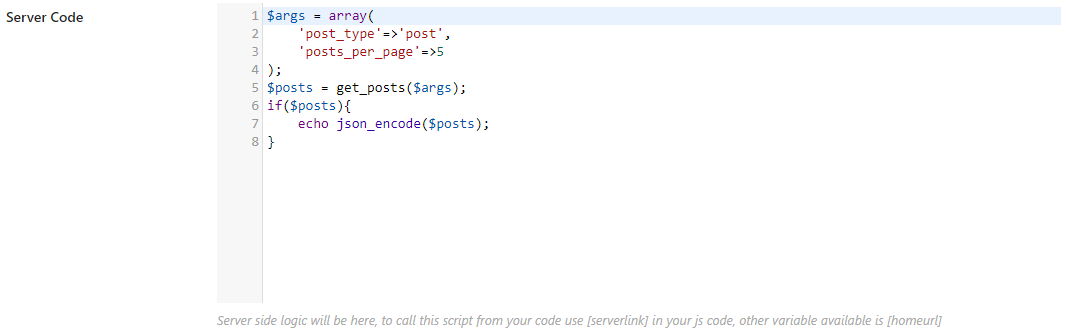 Server Code
1 $args = array(
2     'post_type'=>'post',
3     'posts_per_page'=>5
4 );
5 $posts = get_posts($args);
6 if($posts){
7     echo json_encode($posts);
8 }
Server side logic will be here, to call this script from your code use [serverlink] in your js code, other variable available is [homeurl]